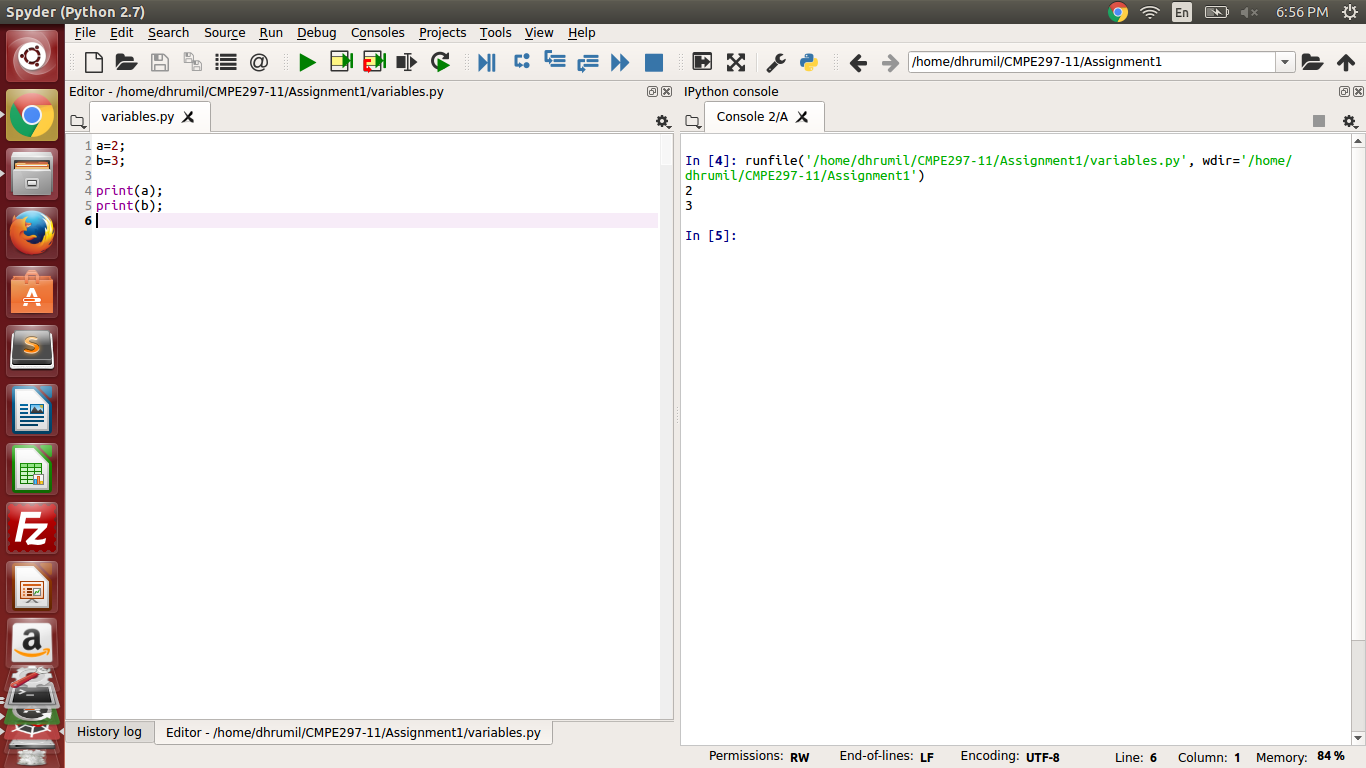 Spyder (Python 2.7)
En
6:56 PM
File Edit Search Source Run Debug Consoles Projects Tools View Help
/home/dhrumil/CMPE297-11/Assignment1
Editor - /home/dhrumil/CMPE297-11/Assignment1/variables.py
variables.py
1 a=2;
2 b=3;
3
4 print(a);
5 print(b);
6
History log
Editor - /home/dhrumil/CMPE297-11/Assignment1/variables.py
IPython console
Console 2/A
In [4]: runfile('/home/dhrumil/CMPE297-11/Assignment1/variables.py', wdir='/home/
dhrumil/CMPE297-11/Assignment1')
2
3
In [5]:
Permissions: RW End-of-lines: LF Encoding: UTF-8 Line: 6 Column: 1 Memory: 84 %